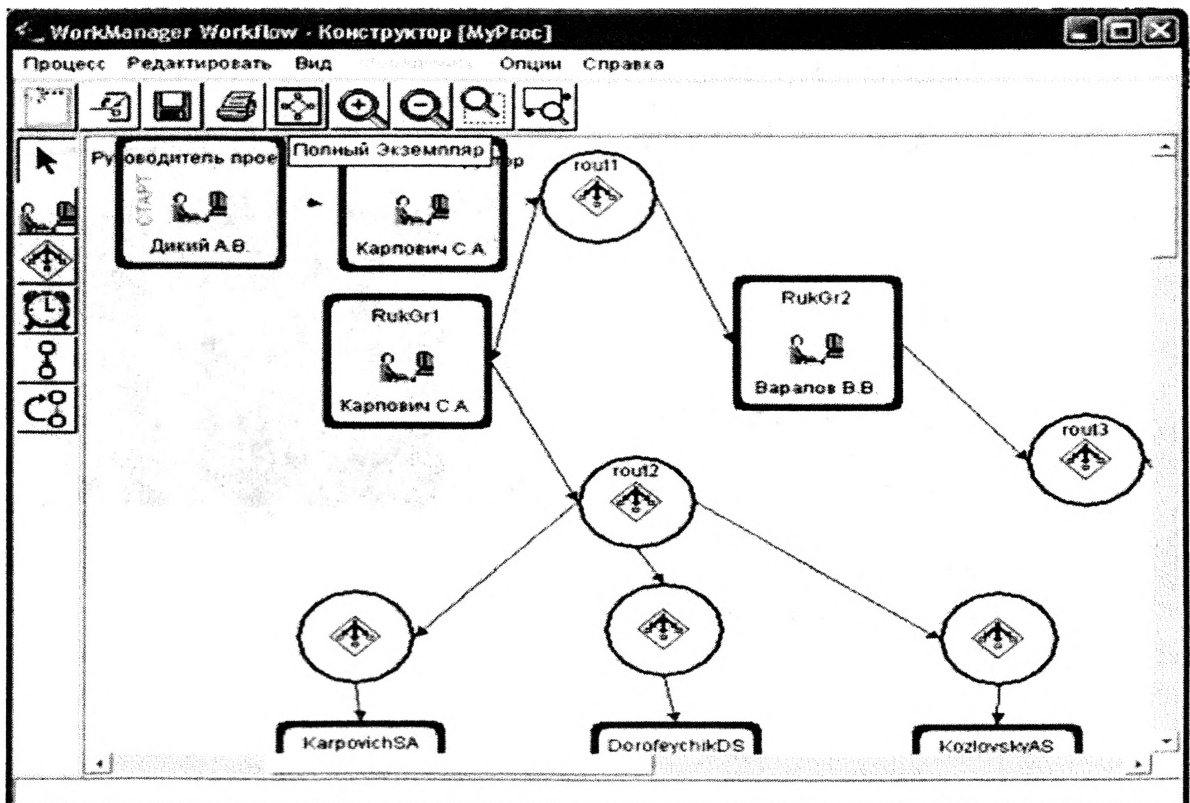 WorkManager Workflow - Конструктор [MyProc]
Процесс Редактировать Вид Опции Справка
Руководитель прое
Полный Экземпляр
rout1
СТАРТ
Дикий А.В.
Карпович С.А
RukGr1
RukGr2
Карпович С.А
Варапов В.В.
rout3
rout2
KarpovichSA
DorofeychikDS
KozlovskyAS